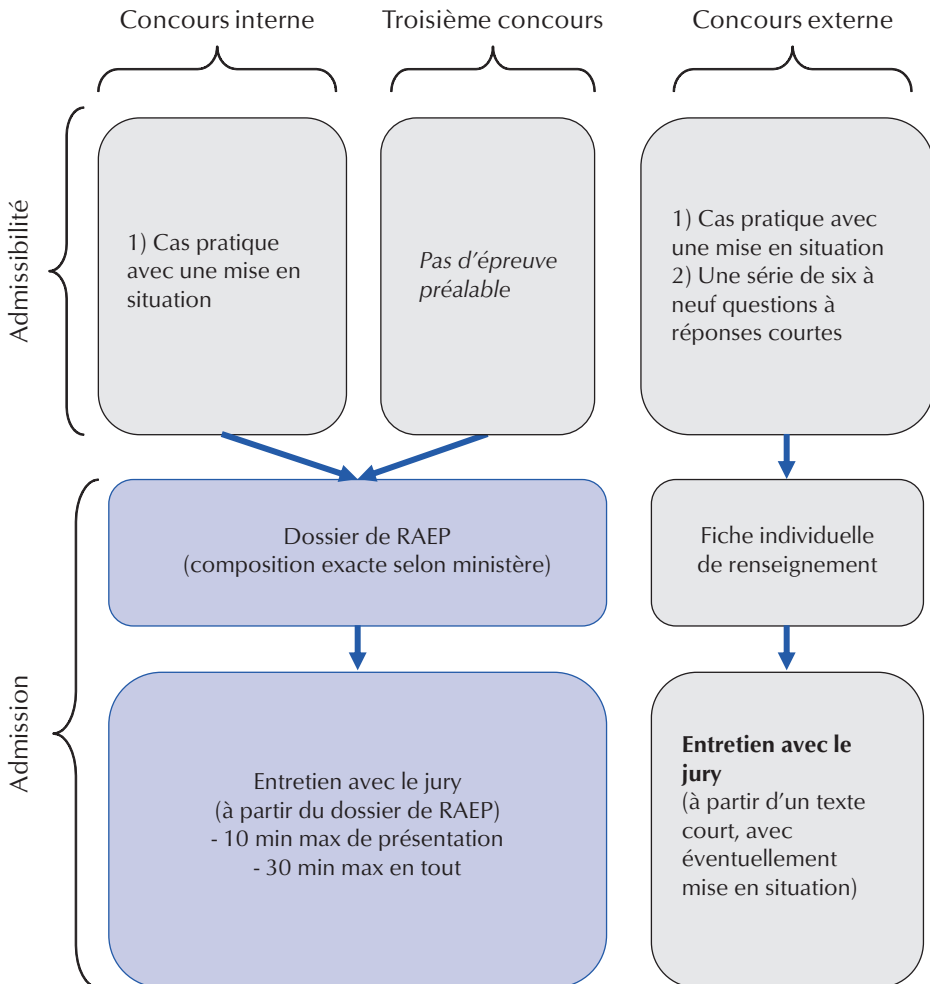 Concours interne
Troisième concours
Concours externe
Admissibilité
1) Cas pratique
avec une mise en
situation
Pas d'épreuve
préalable
1) Cas pratique avec
une mise en situation
2) Une série de six à
neuf questions à
réponses courtes
Admission
Dossier de RAEP
(composition exacte selon ministère)
Fiche individuelle
de renseignement
Entretien avec le jury
(à partir du dossier de RAEP)
- 10 min max de présentation
- 30 min max en tout
Entretien avec le
jury
(à partir d'un texte
court, avec
éventuellement
mise en situation)